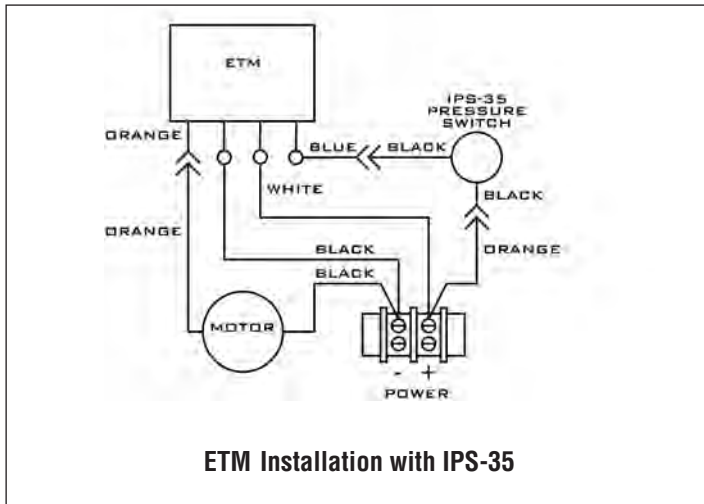 ETM
IPS-35
PRESSURE
SWITCH
ORANGE
BLUE
BLACK
WHITE
BLACK
ORANGE
ORANGE
BLACK
BLACK
MOTOR
- +
POWER
ETM Installation with IPS-35